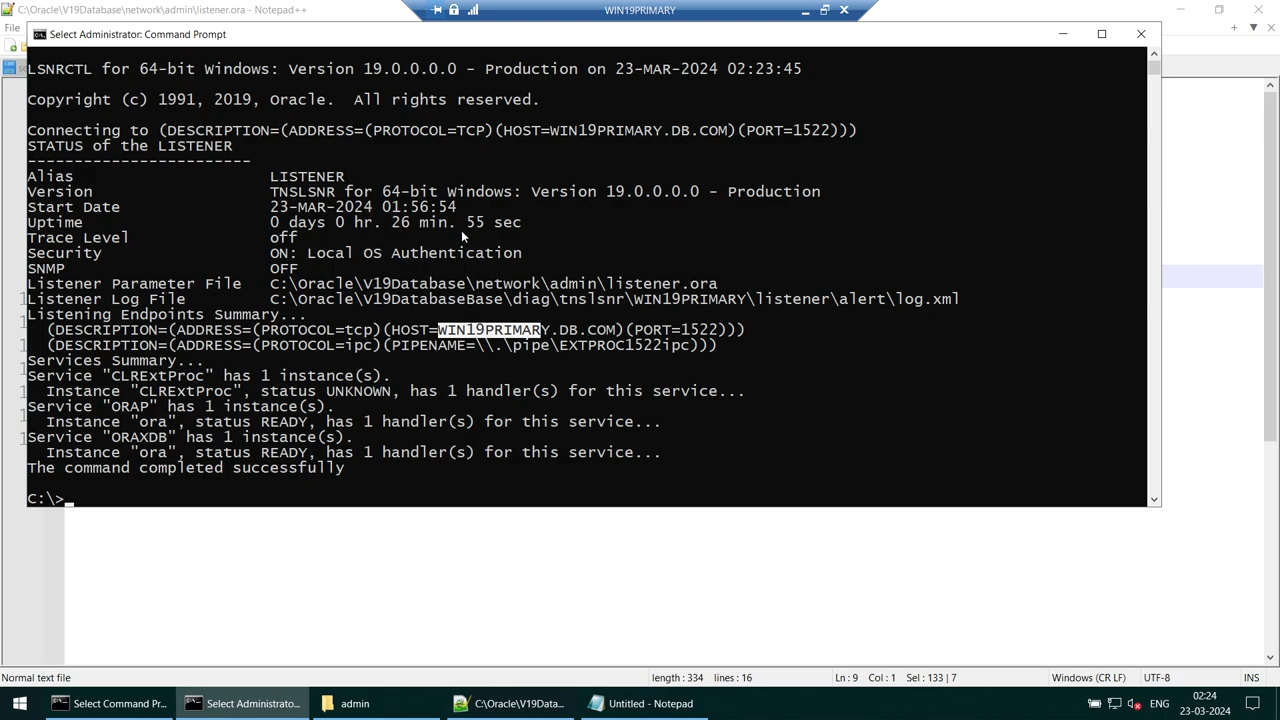 C:\Oracle\V19Database\network\admin\listener.ora - Notepad++
WIN19PRIMARY
File
Select Administrator: Command Prompt
LSNRCTL for 64-bit Windows: Version 19.0.0.0.0 - Production on 23-MAR-2024 02:23:45
Copyright (c) 1991, 2019, Oracle.  All rights reserved.
Connecting to (DESCRIPTION=(ADDRESS=(PROTOCOL=TCP)(HOST=WIN19PRIMARY.DB.COM)(PORT=1522)))
STATUS of the LISTENER
------------------------
Alias                     LISTENER
Version                   TNSLSNR for 64-bit Windows: Version 19.0.0.0.0 - Production
Start Date                23-MAR-2024 01:56:54
Uptime                    0 days 0 hr. 26 min. 55 sec
Trace Level               off
Security                  ON: Local OS Authentication
SNMP                      OFF
Listener Parameter File   C:\Oracle\V19Database\network\admin\listener.ora
Listener Log File         C:\Oracle\V19DatabaseBase\diag\tnslsnr\WIN19PRIMARY\listener\alert\log.xml
Listening Endpoints Summary...
  (DESCRIPTION=(ADDRESS=(PROTOCOL=tcp)(HOST=WIN19PRIMARY.DB.COM)(PORT=1522)))
  (DESCRIPTION=(ADDRESS=(PROTOCOL=ipc)(PIPENAME=\\.\pipe\EXTPROC1522ipc)))
Services Summary...
Service "CLRExtProc" has 1 instance(s).
  Instance "CLRExtProc", status UNKNOWN, has 1 handler(s) for this service...
Service "ORAP" has 1 instance(s).
  Instance "ora", status READY, has 1 handler(s) for this service...
Service "ORAXDB" has 1 instance(s).
  Instance "ora", status READY, has 1 handler(s) for this service...
The command completed successfully
C:\>
Normal text file
length : 334    lines : 16
Ln : 9    Col : 1    Sel : 133 | 7
Windows (CR LF)
UTF-8
INS
Select Command Pr...
Select Administrato...
admin
C:\Oracle\V19Data...
Untitled - Notepad
ENG
02:24
23-03-2024